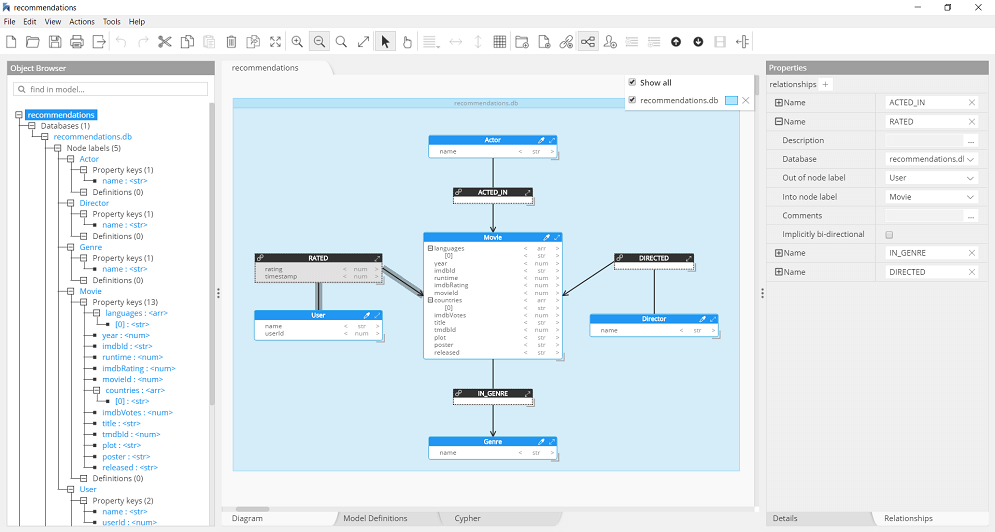 recommendations
File Edit View Actions Tools Help
Object Browser
find in model...
recommendations
Databases (1)
recommendations.db
Node labels (5)
Actor
Property keys (1)
name : <str>
Definitions (0)
Director
Property keys (1)
name : <str>
Definitions (0)
Genre
Property keys (1)
name : <str>
Definitions (0)
Movie
Property keys (13)
languages : <arr>
[0] : <str>
year : <num>
imdbId : <str>
runtime : <num>
imdbRating : <num>
movieId : <num>
countries : <arr>
[0] : <str>
imdbVotes : <num>
title : <str>
tmdbId : <num>
plot : <str>
poster : <str>
released : <str>
Definitions (0)
User
Property keys (2)
name : <str>
userId : <num>
recommendations
Show all
recommendations.db
recommendations.db
Actor
name < str >
ACTED_IN
Movie
languages < arr >
[0] < str >
year < num >
imdbId < str >
runtime < num >
imdbRating < num >
movieId < num >
countries < arr >
[0] < str >
imdbVotes < num >
title < str >
tmdbId < num >
plot < str >
poster < str >
released < str >
RATED
rating < num >
timestamp < num >
User
name < str >
userId < num >
DIRECTED
Director
name < str >
IN_GENRE
Genre
name < str >
Diagram Model Definitions Cypher
Properties
relationships +
Name ACTED_IN
Name RATED
Description ...
Database recommendations.dl
Out of node label User
Into node label Movie
Comments ...
Implicitly bi-directional
Name IN_GENRE
Name DIRECTED
Details Relationships